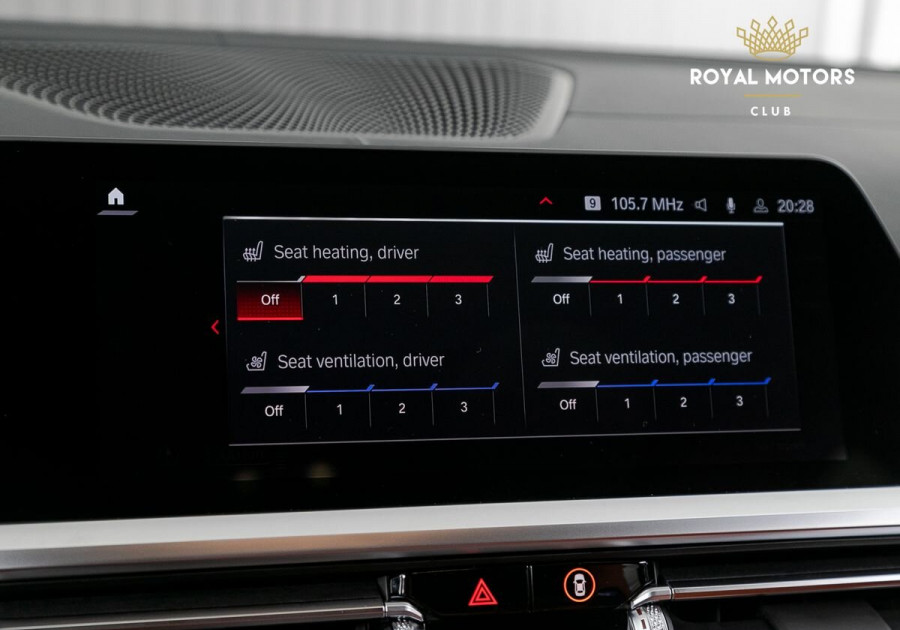 ROYAL MOTORS
CLUB
9 105.7 MHz 20:28
Seat heating, driver
Off 1 2 3
Seat heating, passenger
Off 1 2 3
Seat ventilation, driver
Off 1 2 3
Seat ventilation, passenger
Off 1 2 3